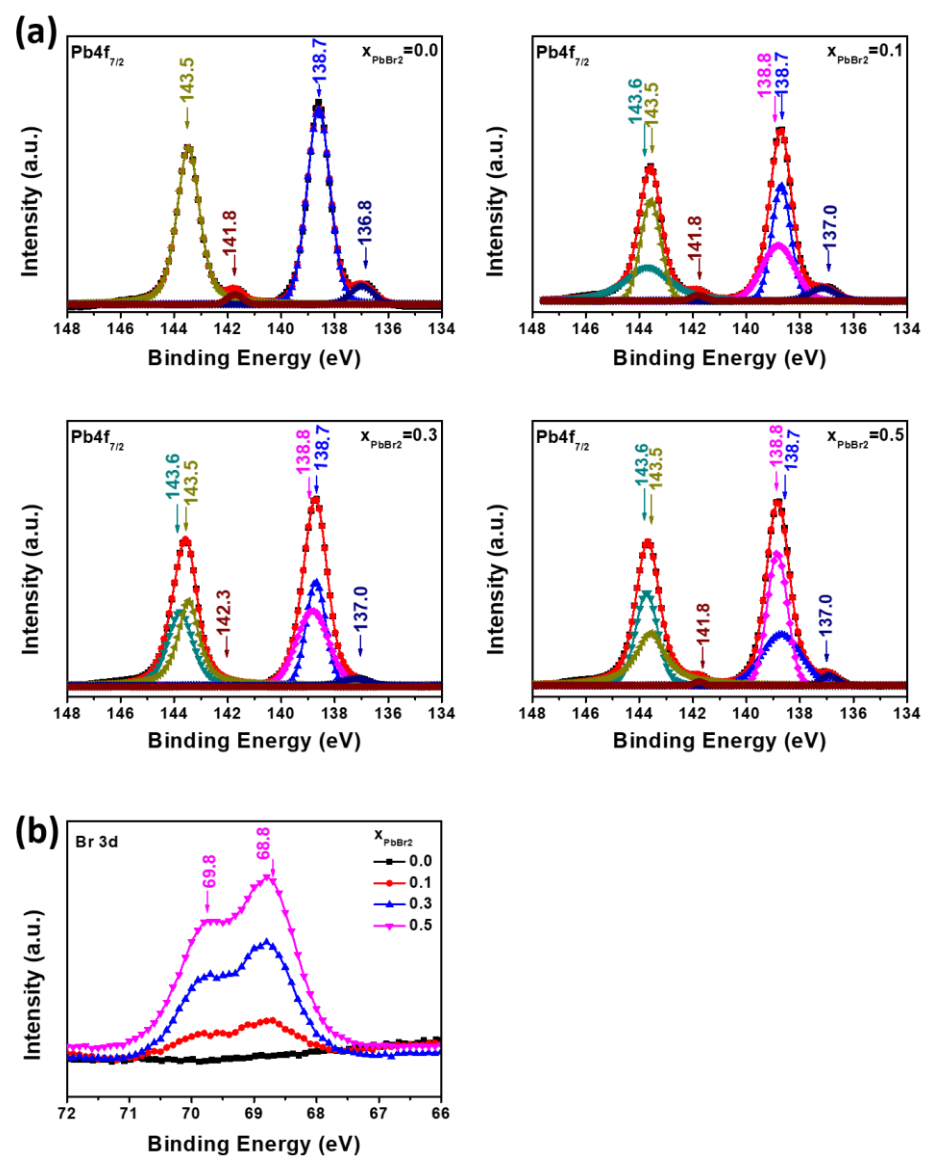 (a)
Pb4f7/2
xPbBr2=0.0
143.5
141.8
138.7
136.8
Intensity (a.u.)
148 146 144 142 140 138 136 134
Binding Energy (eV)
Pb4f7/2
xPbBr2=0.1
143.6
143.5
141.8
138.8
138.7
137.0
Intensity (a.u.)
148 146 144 142 140 138 136 134
Binding Energy (eV)
Pb4f7/2
xPbBr2=0.3
143.6
143.5
142.3
138.8
138.7
137.0
Intensity (a.u.)
148 146 144 142 140 138 136 134
Binding Energy (eV)
Pb4f7/2
xPbBr2=0.5
143.6
143.5
141.8
138.8
138.7
137.0
Intensity (a.u.)
148 146 144 142 140 138 136 134
Binding Energy (eV)
(b)
Br 3d
69.8
68.8
xPbBr2
0.0
0.1
0.3
0.5
Intensity (a.u.)
72 71 70 69 68 67 66
Binding Energy (eV)